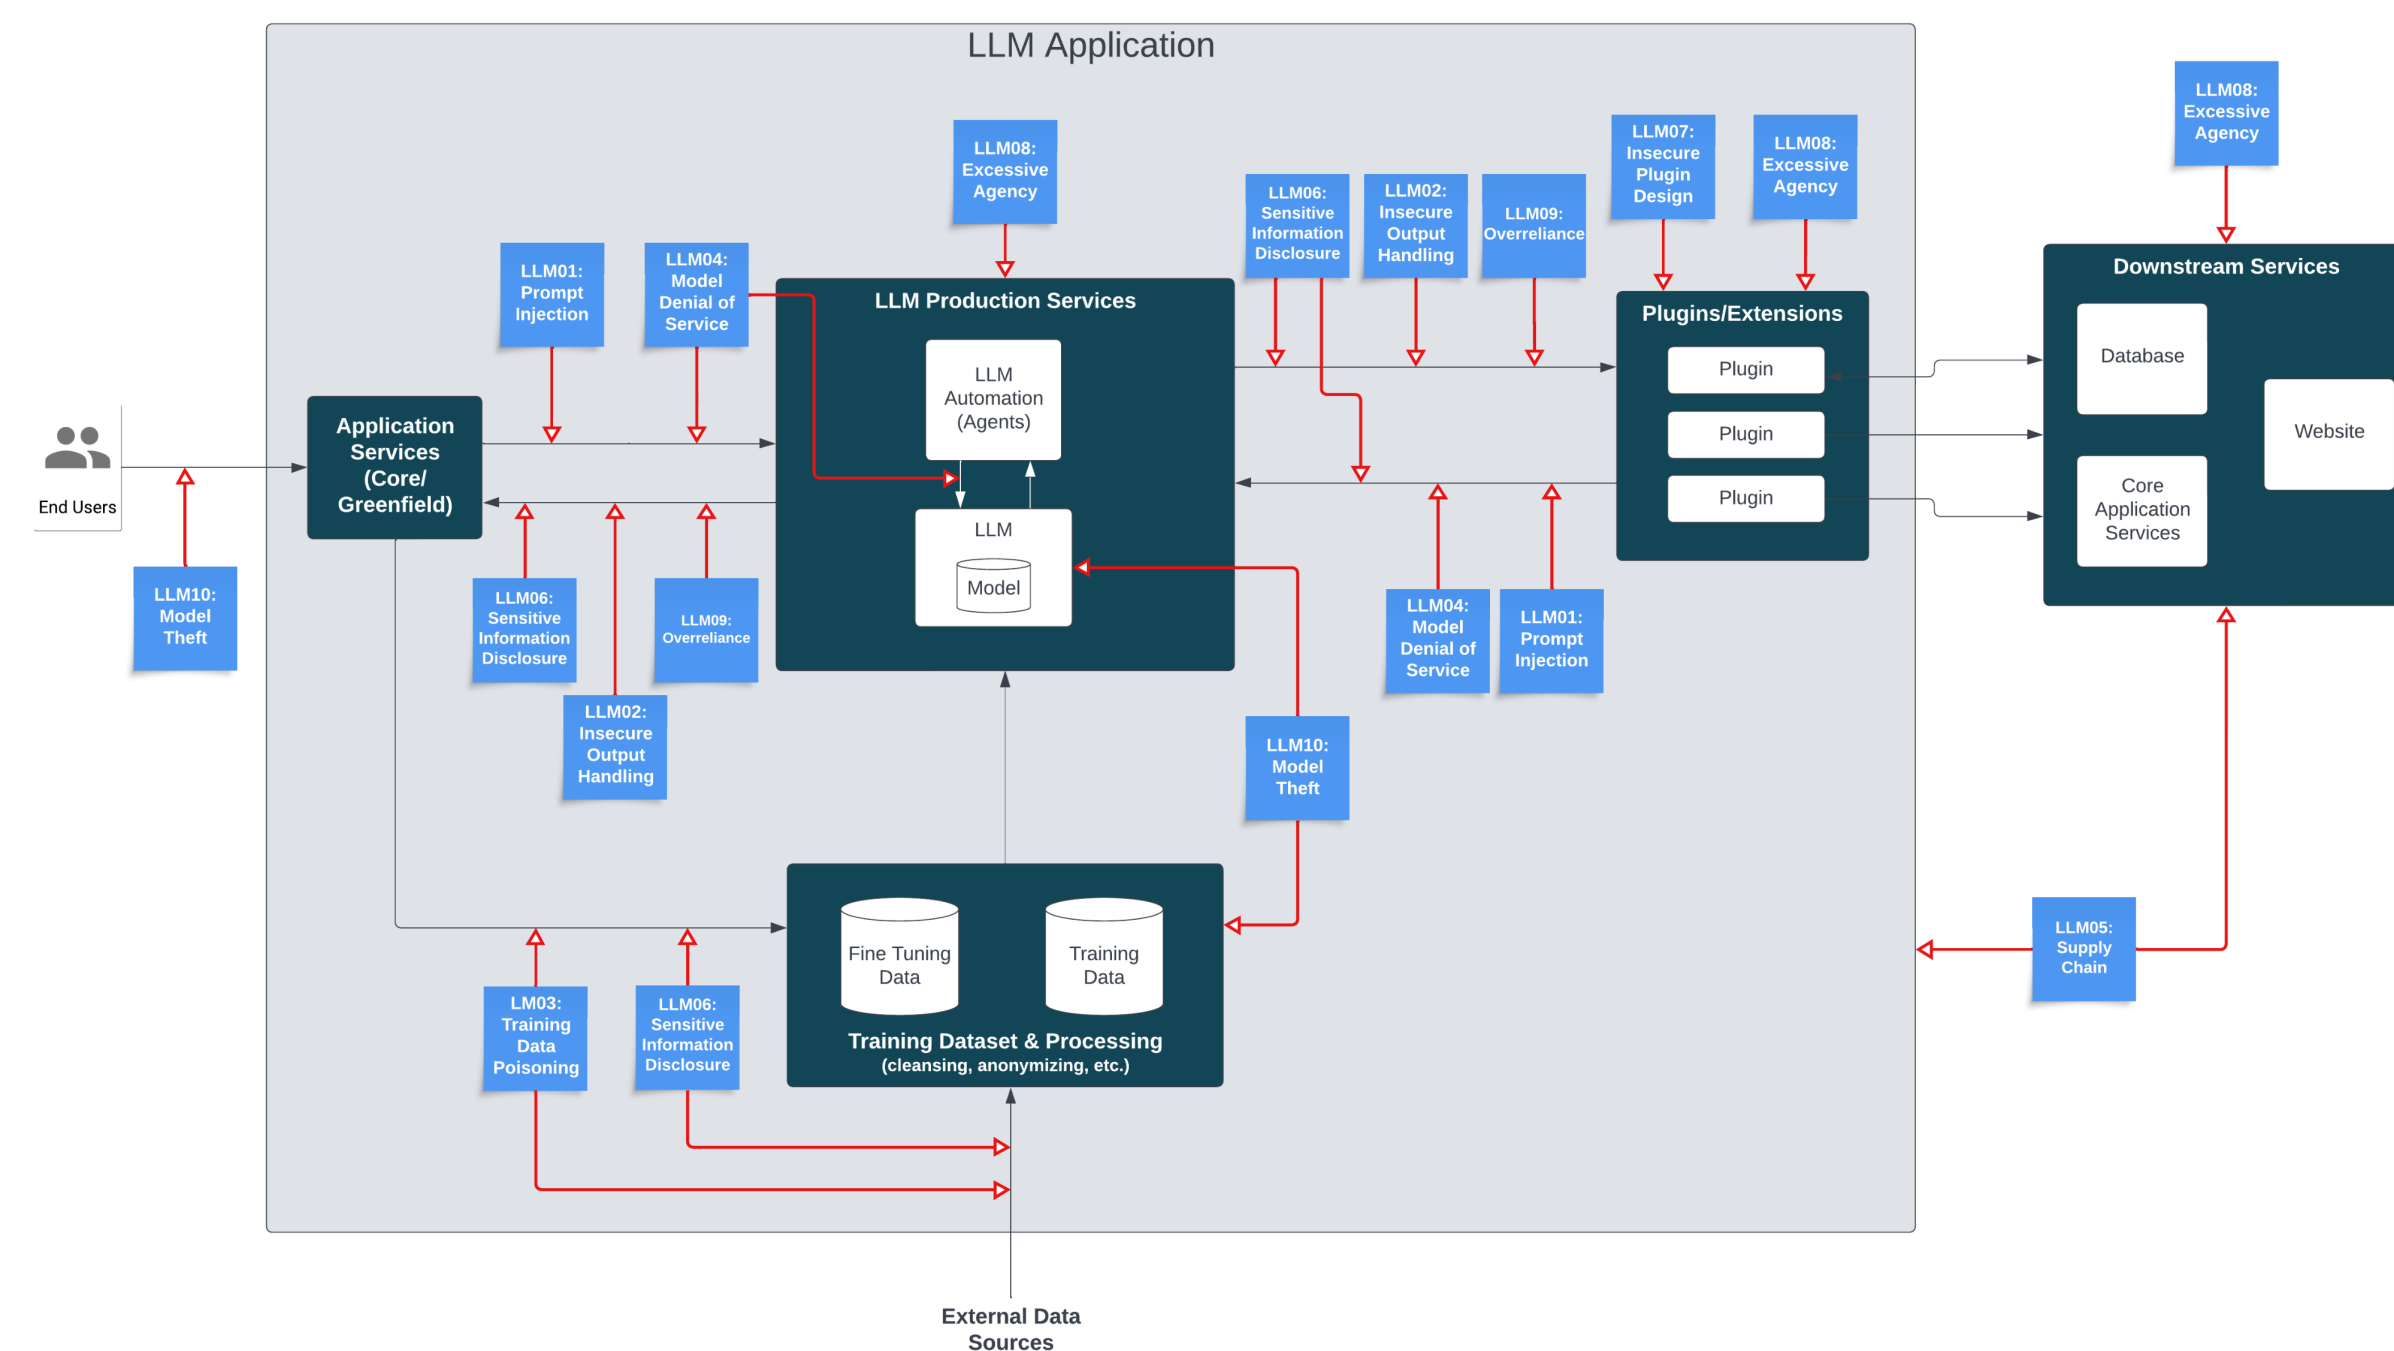 LLM Application
LLM08:
Excessive
Agency
LLM08:
Excessive
Agency
LLM07:
Insecure
Plugin
Design
LLM08:
Excessive
Agency
LLM06:
Sensitive
Information
Disclosure
LLM02:
Insecure
Output
Handling
LLM09:
Overreliance
LLM01:
Prompt
Injection
LLM04:
Model
Denial of
Service
LLM Production Services
LLM
Automation
(Agents)
LLM
Model
Plugins/Extensions
Plugin
Plugin
Plugin
Downstream Services
Database
Website
Core
Application
Services
Application
Services
(Core/
Greenfield)
End Users
LLM10:
Model
Theft
LLM06:
Sensitive
Information
Disclosure
LLM09:
Overreliance
LLM02:
Insecure
Output
Handling
LLM04:
Model
Denial of
Service
LLM01:
Prompt
Injection
LLM10:
Model
Theft
Fine Tuning
Data
Training
Data
Training Dataset & Processing
(cleansing, anonymizing, etc.)
LLM05:
Supply
Chain
LM03:
Training
Data
Poisoning
LLM06:
Sensitive
Information
Disclosure
External Data
Sources